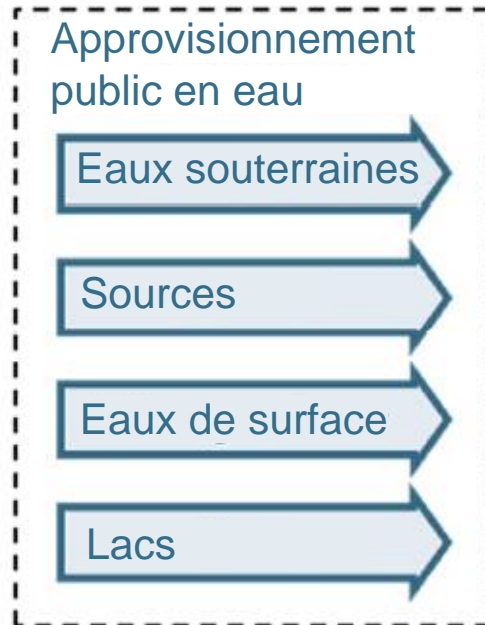 Approvisionnement
public en eau
Eaux souterraines
Sources
Eaux de surface
Lacs